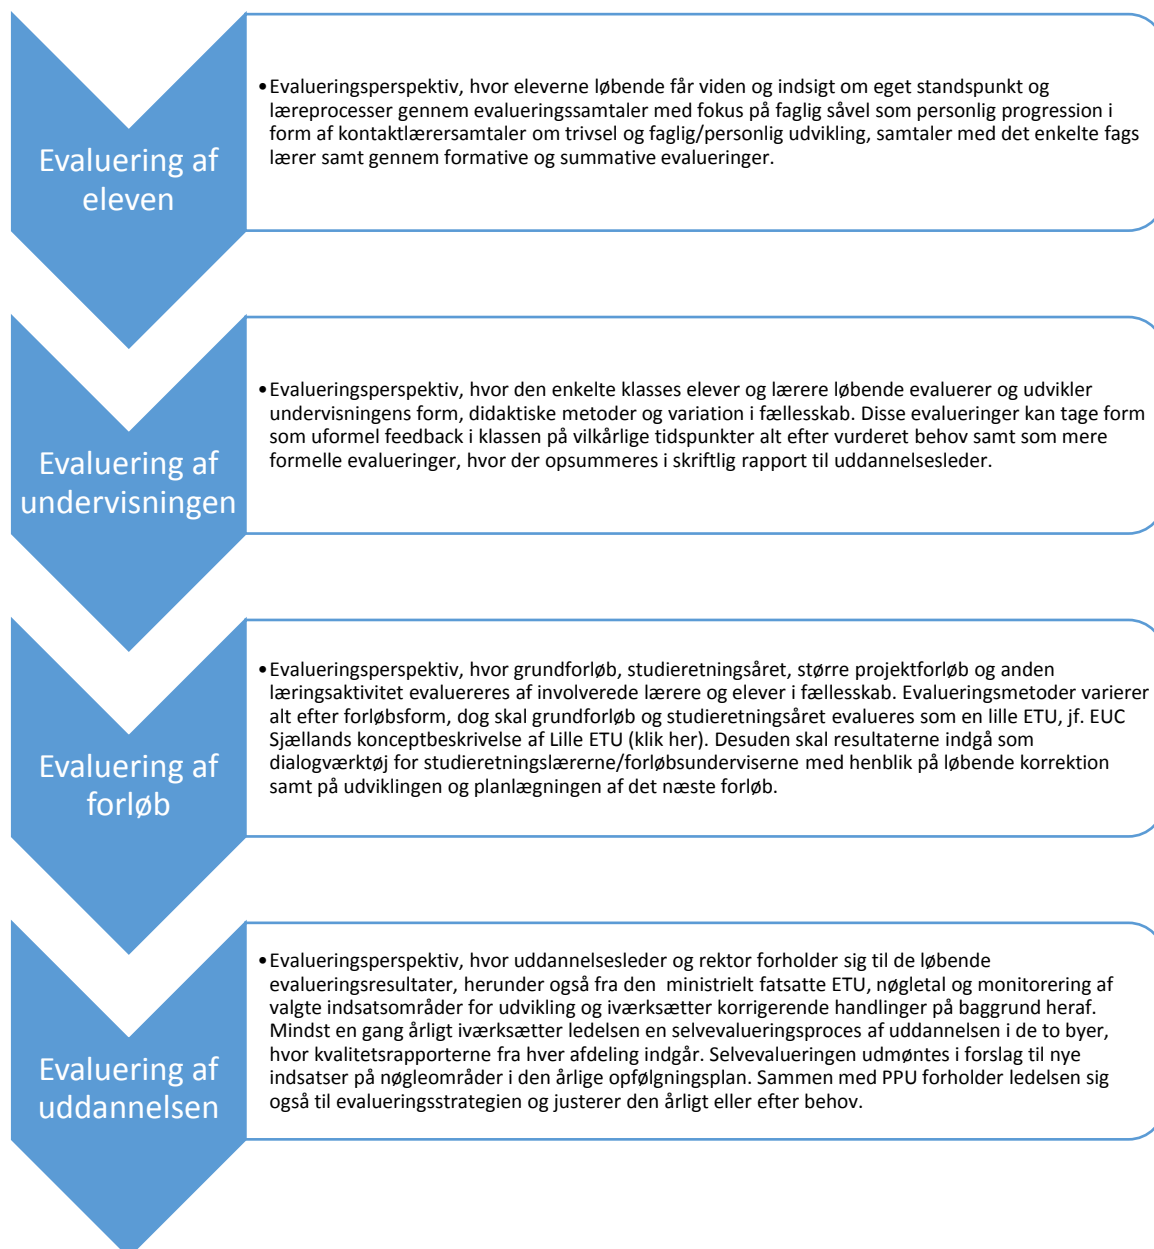 Evaluering af
eleven
•Evalueringsperspektiv, hvor eleverne løbende får viden og indsigt om eget standspunkt og
læreprocesser gennem evalueringssamtaler med fokus på faglig såvel som personlig progression i
form af kontaktlærersamtaler om trivsel og faglig/personlig udvikling, samtaler med det enkelte fags
lærer samt gennem formative og summative evalueringer.
Evaluering af
undervisningen
•Evalueringsperspektiv, hvor den enkelte klasses elever og lærere løbende evaluerer og udvikler
undervisningens form, didaktiske metoder og variation i fællesskab. Disse evalueringer kan tage form
som uformel feedback i klassen på vilkårlige tidspunkter alt efter vurderet behov samt som mere
formelle evalueringer, hvor der opsummeres i skriftlig rapport til uddannelsesleder.
Evaluering af
forløb
•Evalueringsperspektiv, hvor grundforløb, studieretningsåret, større projektforløb og anden
læringsaktivitet evaluereres af involverede lærere og elever i fællesskab. Evalueringsmetoder varierer
alt efter forløbsform, dog skal grundforløb og studieretningsåret evalueres som en lille ETU, jf. EUC
Sjællands konceptbeskrivelse af Lille ETU (klik her). Desuden skal resultaterne indgå som
dialogværktøj for studieretningslærerne/forløbsunderviserne med henblik på løbende korrektion
samt på udviklingen og planlægningen af det næste forløb.
Evaluering af
uddannelsen
•Evalueringsperspektiv, hvor uddannelsesleder og rektor forholder sig til de løbende
evalueringsresultater, herunder også fra den  ministrielt fatsatte ETU, nøgletal og monitorering af
valgte indsatsområder for udvikling og iværksætter korrigerende handlinger på baggrund heraf.
Mindst en gang årligt iværksætter ledelsen en selvevalueringsproces af uddannelsen i de to byer,
hvor kvalitetsrapporterne fra hver afdeling indgår. Selvevalueringen udmøntes i forslag til nye
indsatser på nøgleområder i den årlige opfølgningsplan. Sammen med PPU forholder ledelsen sig
også til evalueringsstrategien og justerer den årligt eller efter behov.